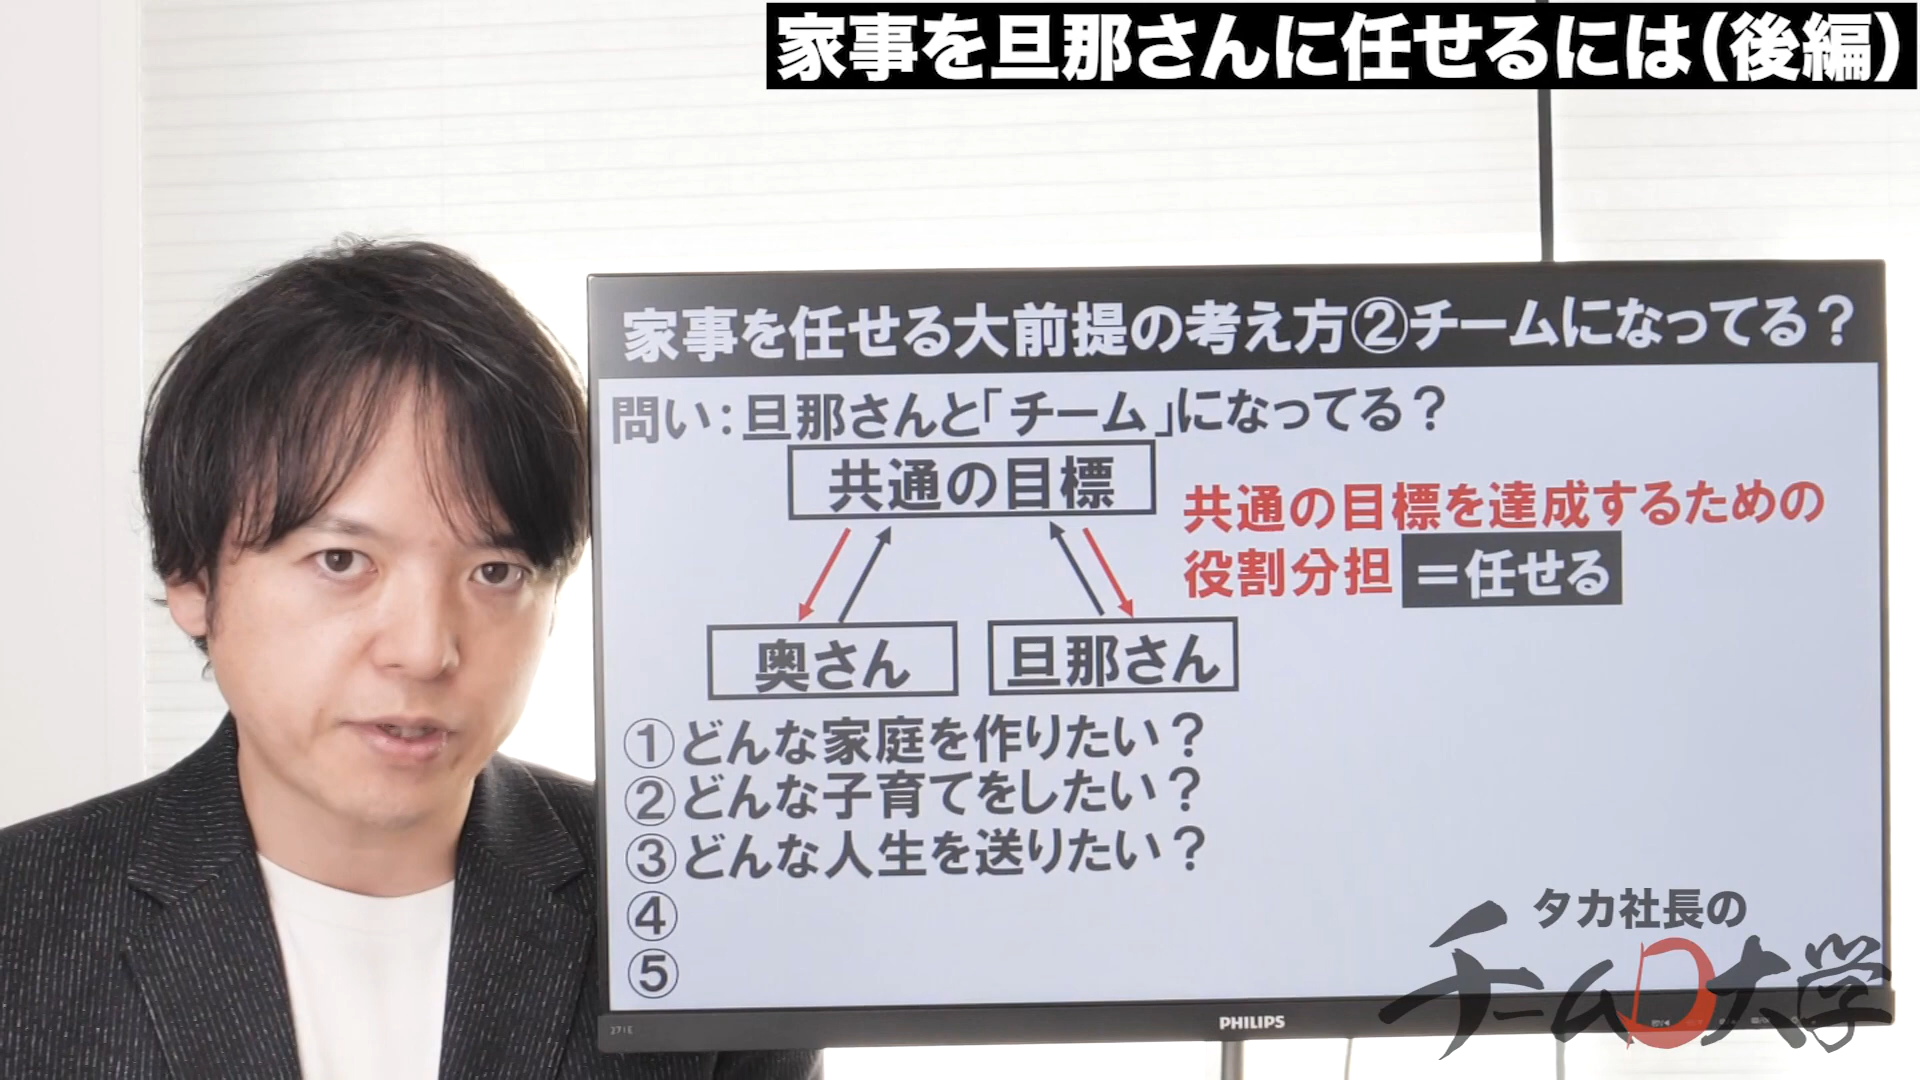 家事を旦那さんに任せるには（後編）
家事を任せる大前提の考え方②チームになってる？
問い：旦那さんと「チーム」になってる？
共通の目標
共通の目標を達成するための
役割分担＝任せる
奥さん
旦那さん
①どんな家庭を作りたい？
②どんな子育てをしたい？
③どんな人生を送りたい？
④
⑤
タカ社長の
チームD大学
271E
PHILIPS